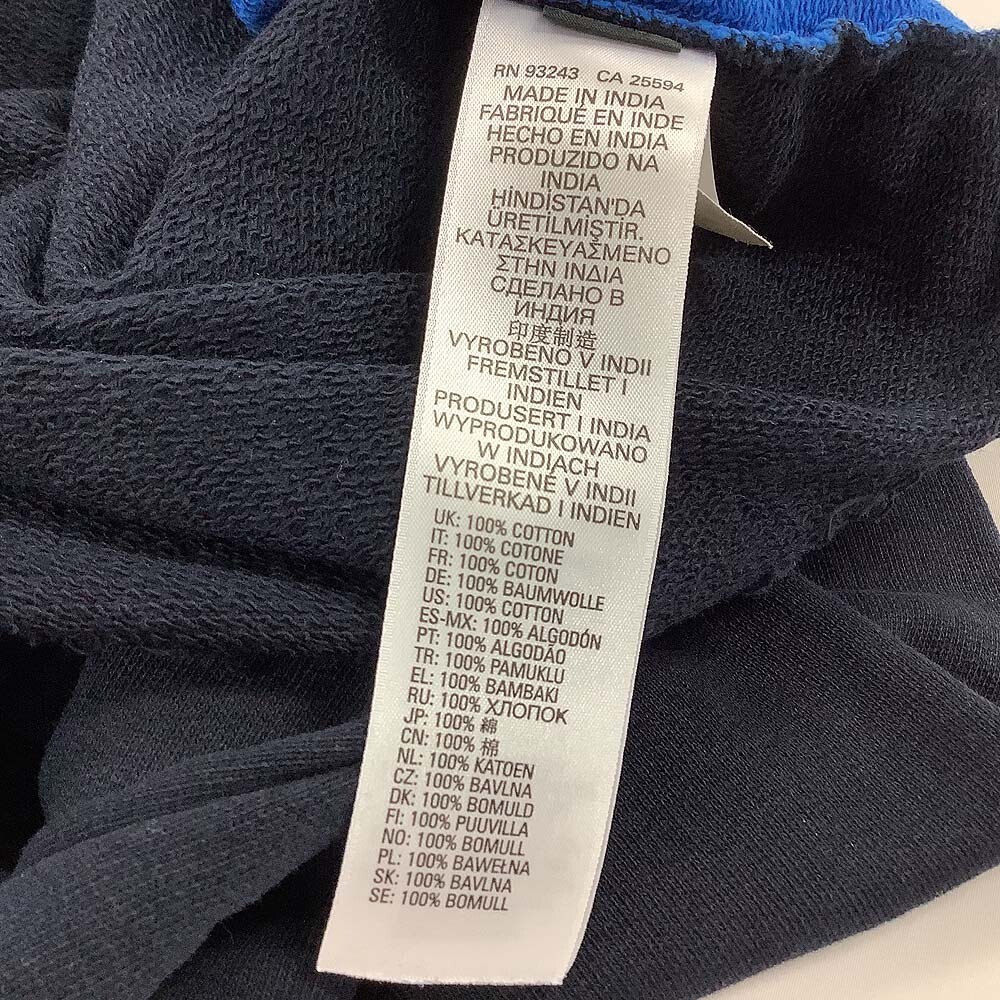 RN 93243 CA 25594
MADE IN INDIA
FABRIQUÉ EN INDE
HECHO EN INDIA
PRODUZIDO NA
INDIA
HİNDİSTAN'DA
ÜRETİLMİŞTİR.
ΚΑΤΑΣΚΕΥΑΣΜΕΝΟ
ΣΤΗΝ ΙΝΔΙΑ
СДЕЛАНО В
ИНДИЯ
印度制造
VYROBENO V INDII
FREMSTILLET I
INDIEN
PRODUSERT I INDIA
WYPRODUKOWANO
W INDIACH
VYROBENÉ V INDII
TILLVERKAD I INDIEN
UK: 100% COTTON
IT: 100% COTONE
FR: 100% COTON
DE: 100% BAUMWOLLE
US: 100% COTTON
ES-MX: 100% ALGODÓN
PT: 100% ALGODÃO
TR: 100% PAMUKLU
EL: 100% ΒΑΜΒΑΚΙ
RU: 100% ХЛОПОК
JP: 100% 綿
CN: 100% 棉
NL: 100% KATOEN
CZ: 100% BAVLNA
DK: 100% BOMULD
FI: 100% PUUVILLA
NO: 100% BOMULL
PL: 100% BAWEŁNA
SK: 100% BAVLNA
SE: 100% BOMULL